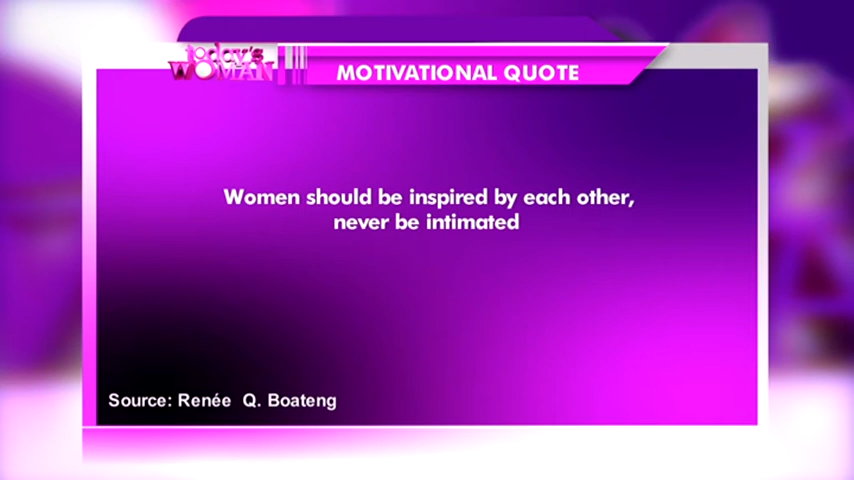 today's
WOMAN
MOTIVATIONAL QUOTE
Women should be inspired by each other,
never be intimated
Source: Renée Q. Boateng